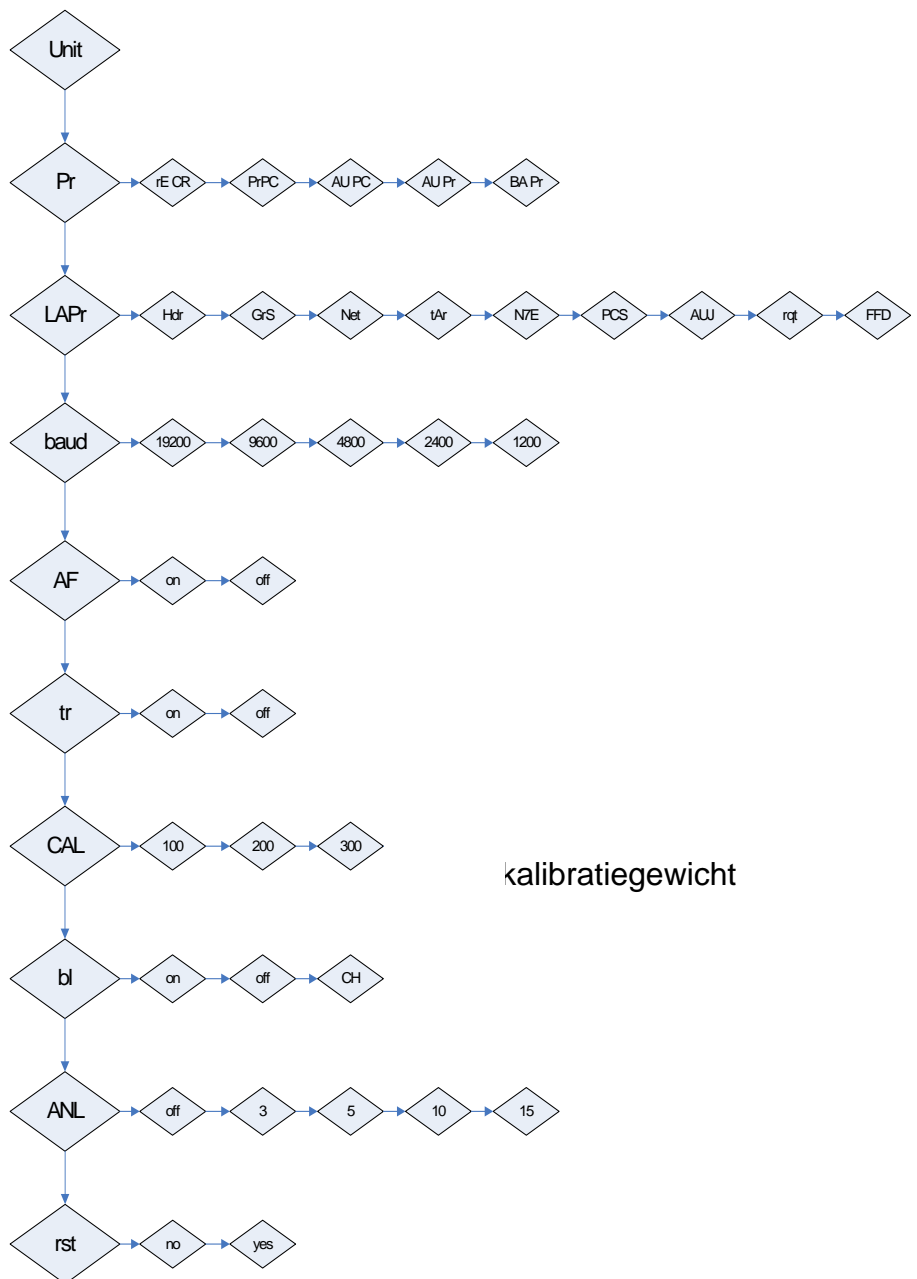 Unit
Pr rE CR PrPC AU PC AU Pr BA Pr
LAPr Hdr GrS Net tAr N7E PCS AUJ rqt FFD
baud 19200 9600 4800 2400 1200
AF on off
tr on off
CAL 100 200 300
kalibratiegewicht
bl on off CH
ANL off 3 5 10 15
rst no yes